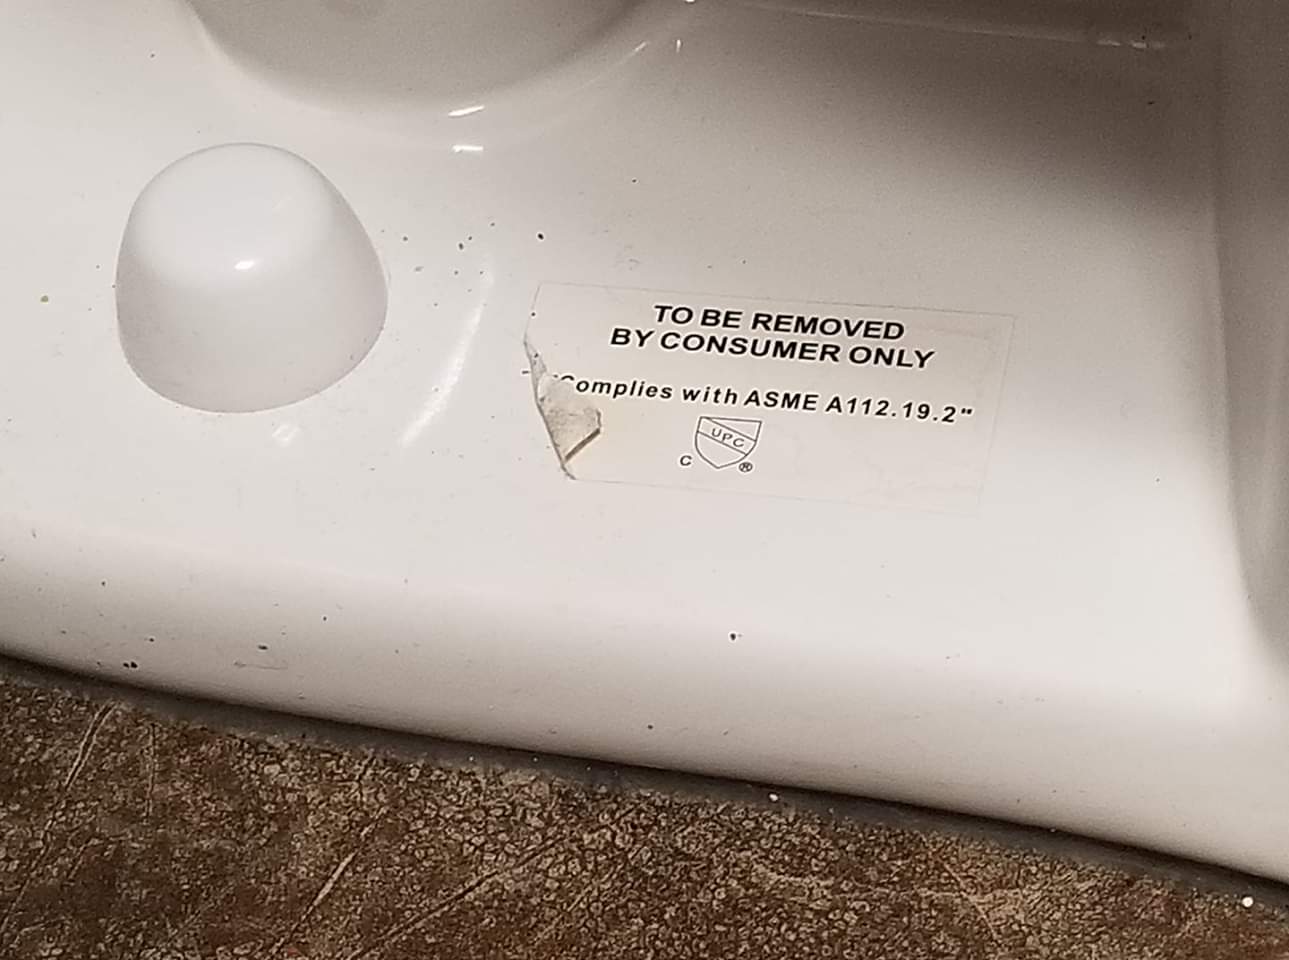 TO BE REMOVED
BY CONSUMER ONLY
"Complies with ASME A112.19.2"
UPC
C ®